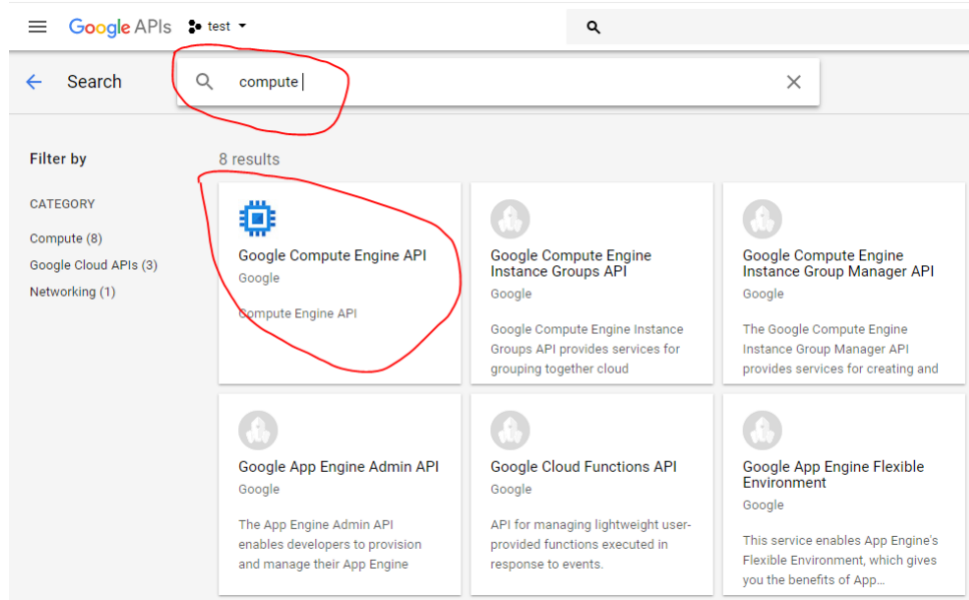 Google APIs test
Search compute
Filter by
CATEGORY
Compute (8)
Google Cloud APIs (3)
Networking (1)
8 results
Google Compute Engine API
Google
Compute Engine API
Google Compute Engine
Instance Groups API
Google
Google Compute Engine Instance
Groups API provides services for
grouping together cloud
Google Compute Engine
Instance Group Manager API
Google
The Google Compute Engine
Instance Group Manager API
provides services for creating and
Google App Engine Admin API
Google
The App Engine Admin API
enables developers to provision
and manage their App Engine
Google Cloud Functions API
Google
API for managing lightweight user-
provided functions executed in
response to events.
Google App Engine Flexible
Environment
Google
This service enables App Engine's
Flexible Environment, which gives
you the benefits of App...